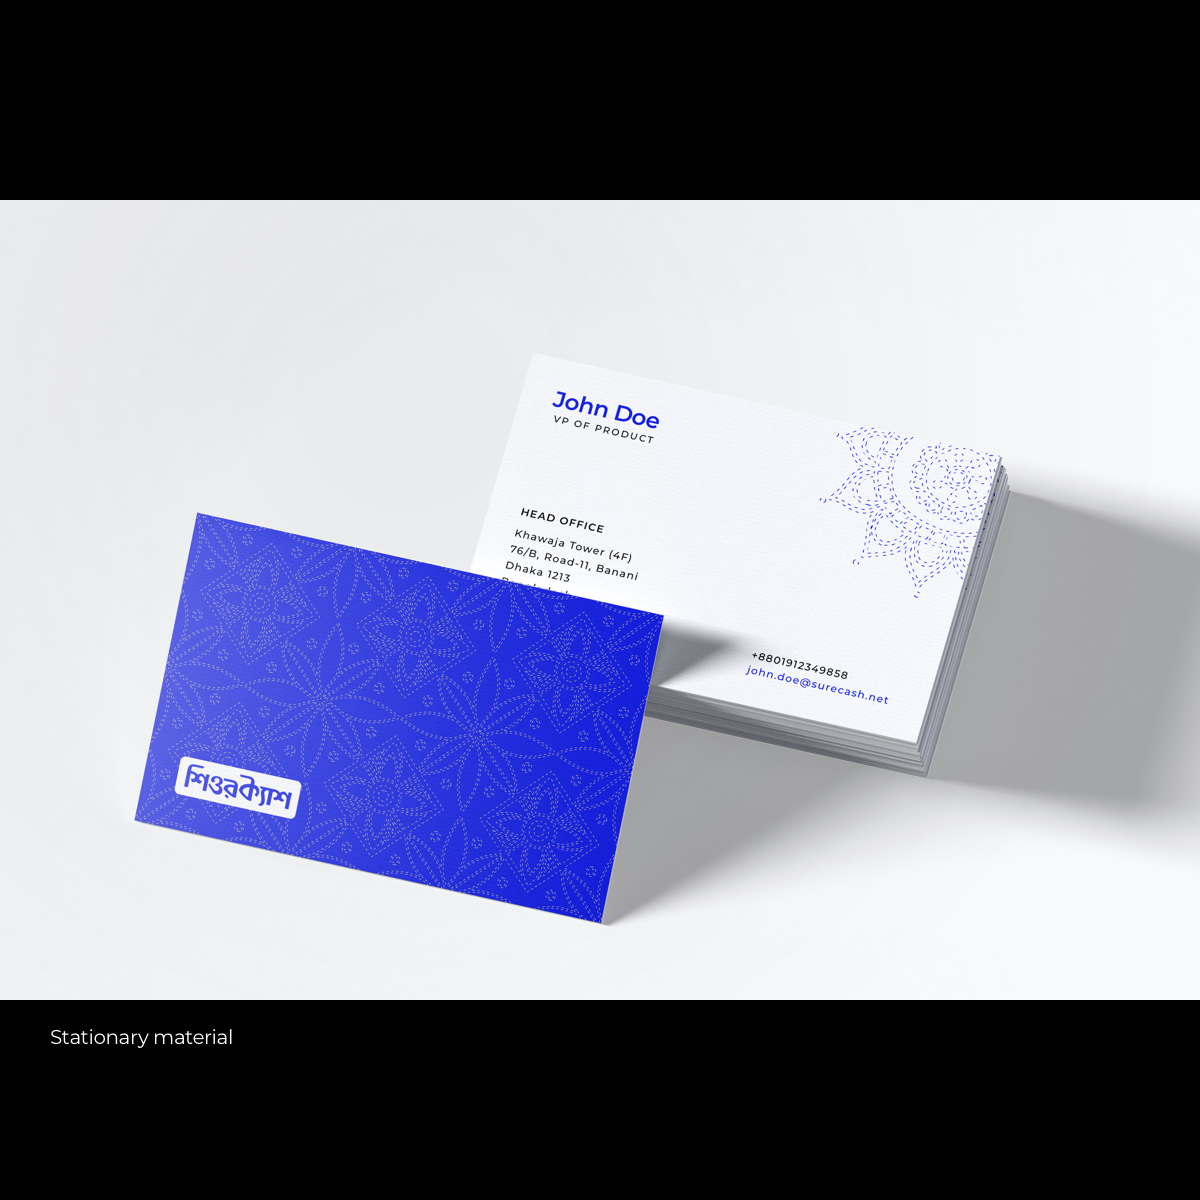 John Doe
VP OF PRODUCT
HEAD OFFICE
Khawaja Tower (4F)
76/B, Road-11, Banani
Dhaka 1213
+8801912349858
john.doe@surecash.net
শিওরক্যাশ
Stationary material